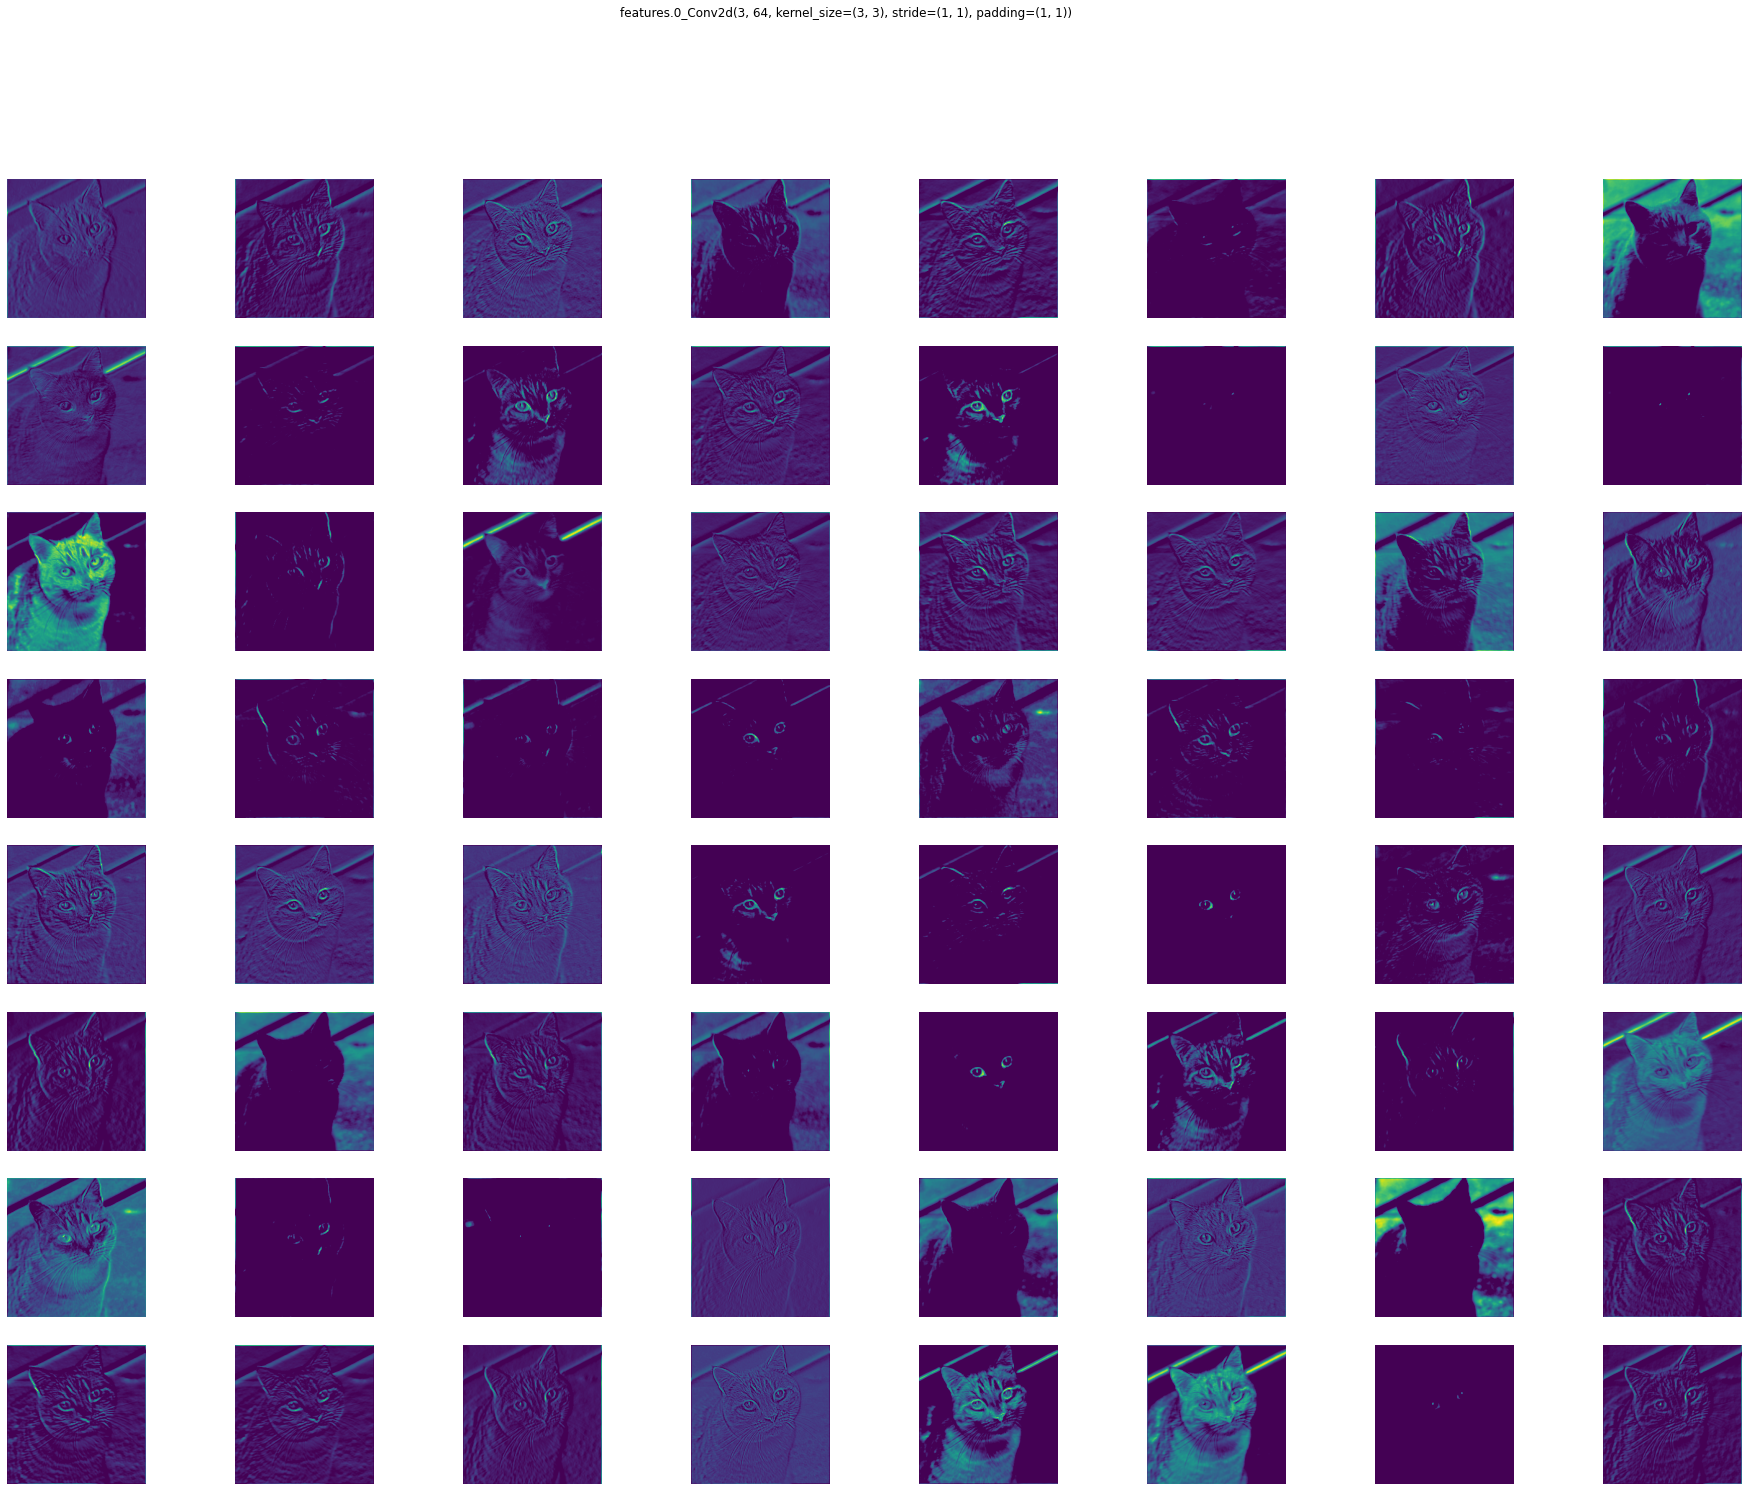 features.0_Conv2d(3, 64, kernel_size=(3, 3), stride=(1, 1), padding=(1, 1))